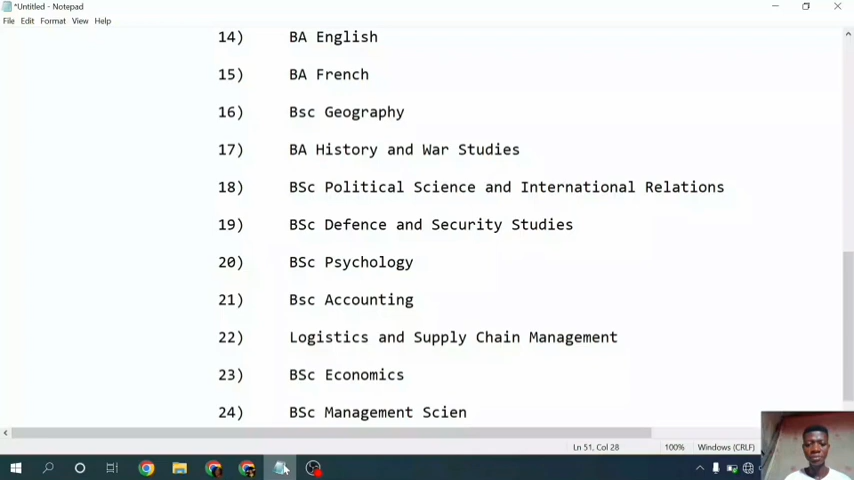 *Untitled - Notepad
File Edit Format View Help
14) BA English
15) BA French
16) Bsc Geography
17) BA History and War Studies
18) BSc Political Science and International Relations
19) BSc Defence and Security Studies
20) BSc Psychology
21) Bsc Accounting
22) Logistics and Supply Chain Management
23) BSc Economics
24) BSc Management Scien
Ln 51, Col 28 100% Windows (CRLF)